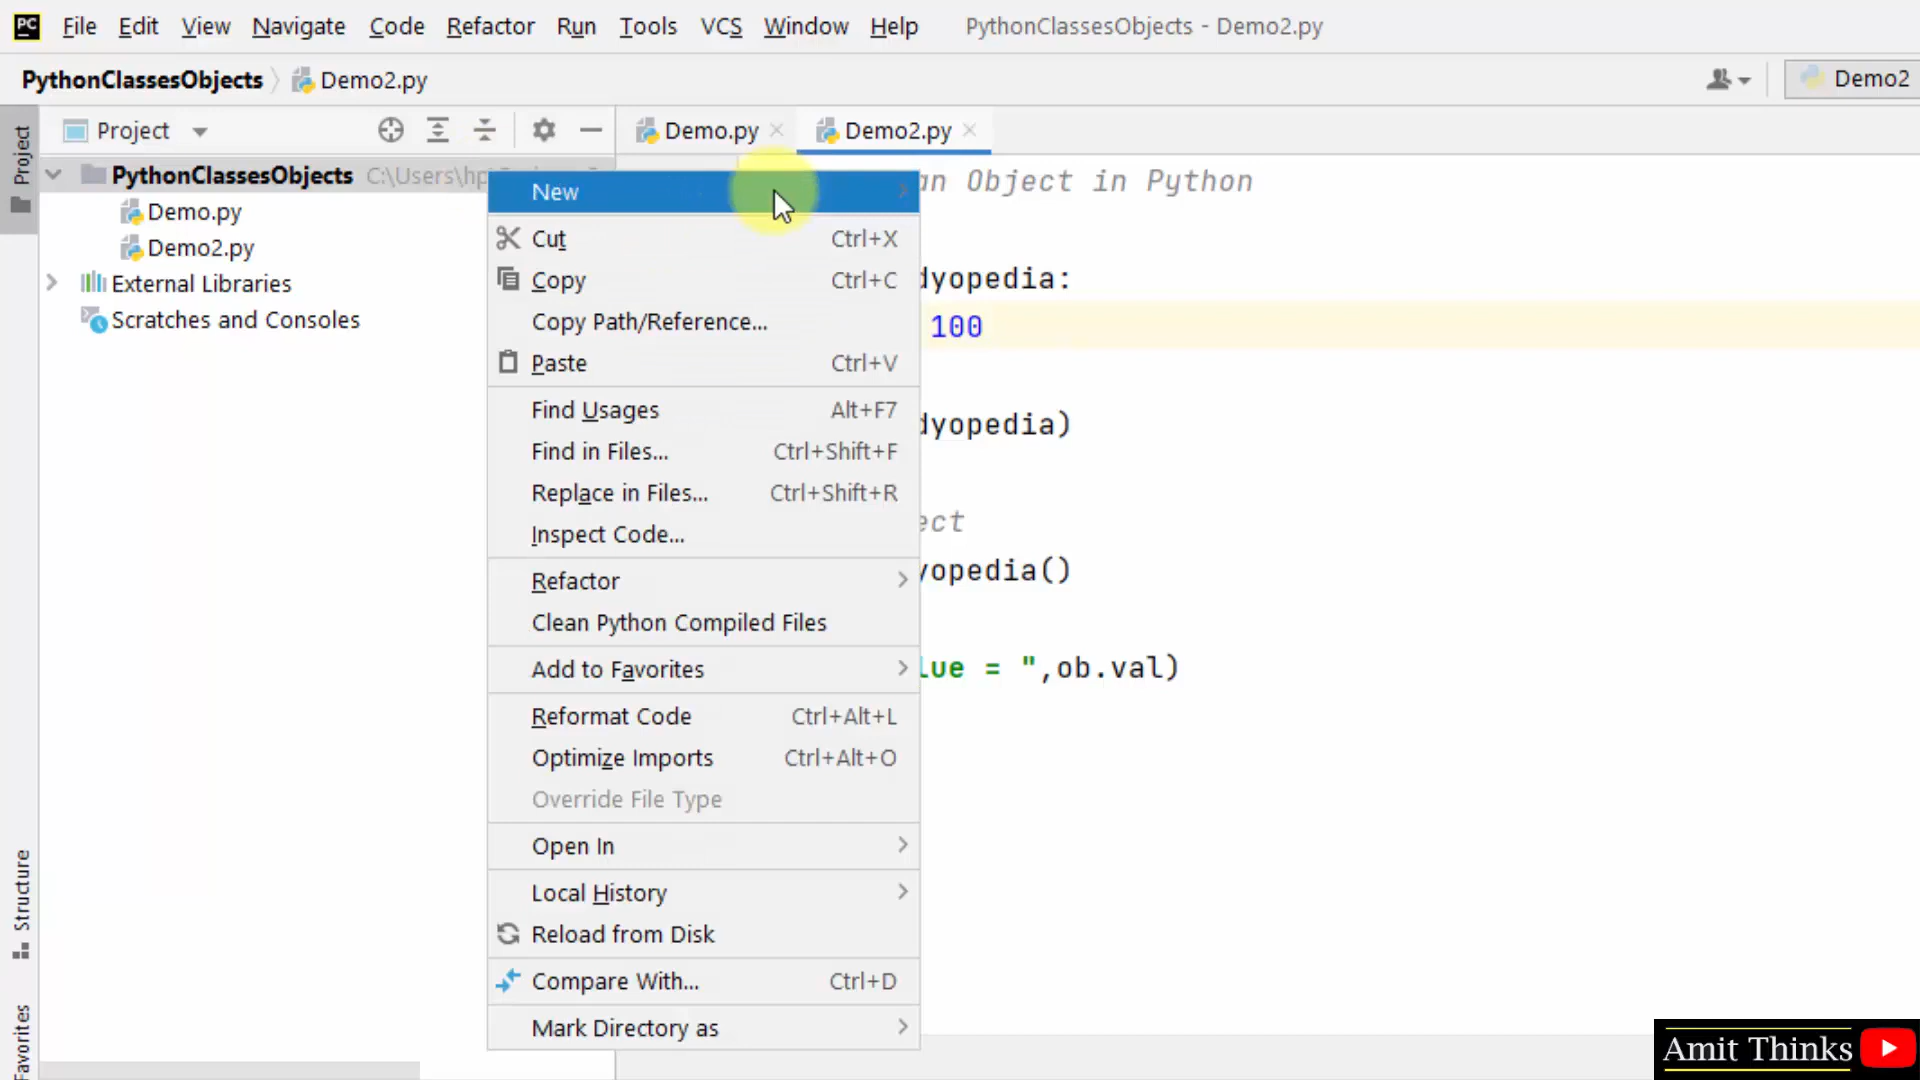 PC File Edit View Navigate Code Refactor Run Tools VCS Window Help PythonClassesObjects - Demo2.py
PythonClassesObjects Demo2.py Demo2
Project Demo.py Demo2.py
Project
PythonClassesObjects C:\Users\hp
Demo.py
Demo2.py
External Libraries
Scratches and Consoles
New
Cut Ctrl+X
Copy Ctrl+C
Copy Path/Reference...
Paste Ctrl+V
Find Usages Alt+F7
Find in Files... Ctrl+Shift+F
Replace in Files... Ctrl+Shift+R
Inspect Code...
Refactor
Clean Python Compiled Files
Add to Favorites
Reformat Code Ctrl+Alt+L
Optimize Imports Ctrl+Alt+O
Override File Type
Open In
Local History
Reload from Disk
Compare With... Ctrl+D
Mark Directory as
an Object in Python
dyopedia:
100
dyopedia)
ect
yopedia()
lue = ",ob.val)
Structure
Favorites
Amit Thinks